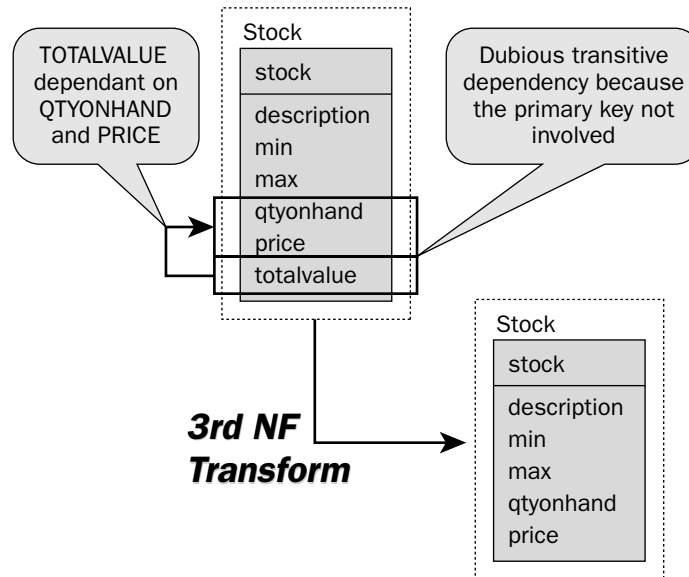 TOTALVALUE
dependant on
QTYONHAND
and PRICE
Stock
stock
description
min
max
qtyonhand
price
totalvalue
Dubious transitive
dependency because
the primary key not
involved
3rd NF
Transform
Stock
stock
description
min
max
qtyonhand
price